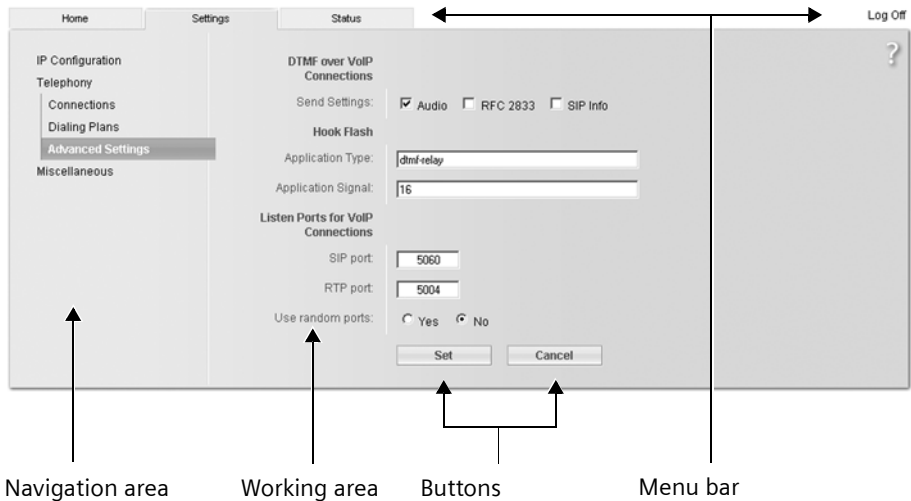 Home Settings Status Log Off
?
IP Configuration
Telephony
Connections
Dialing Plans
Advanced Settings
Miscellaneous
DTMF over VoIP
Connections
Send Settings: Audio RFC 2833 SIP Info
Hook Flash
Application Type: dtmf-relay
Application Signal: 16
Listen Ports for VoIP
Connections
SIP port: 5060
RTP port: 5004
Use random ports: Yes No
Set Cancel
Navigation area Working area Buttons Menu bar